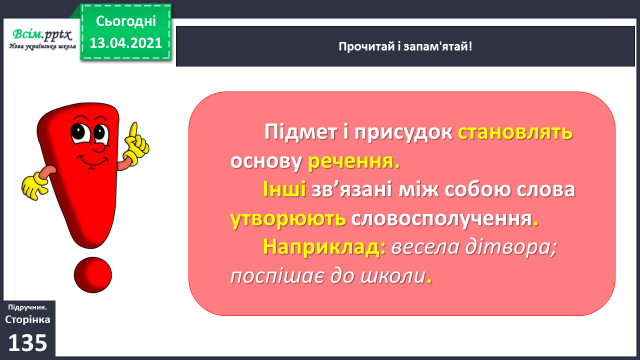 Всім.pptx
Нова українська школа
Сьогодні
13.04.2021
Прочитай і запам'ятай!
Підмет і присудок становлять
основу речення.
Інші зв’язані між собою слова
утворюють словосполучення.
Наприклад: весела дітвора;
поспішає до школи.
Підручник.
Сторінка
135